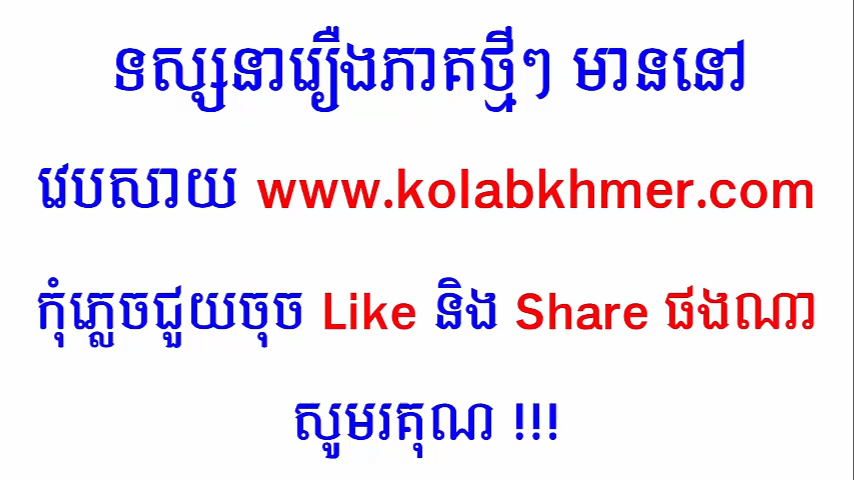 ទស្សនារឿងភាគថ្មីៗ មាននៅ
វេបសាយ www.kolabkhmer.com
កុំភ្លេចជួយចុច Like និង Share ផងណា
សូមរគុណ !!!